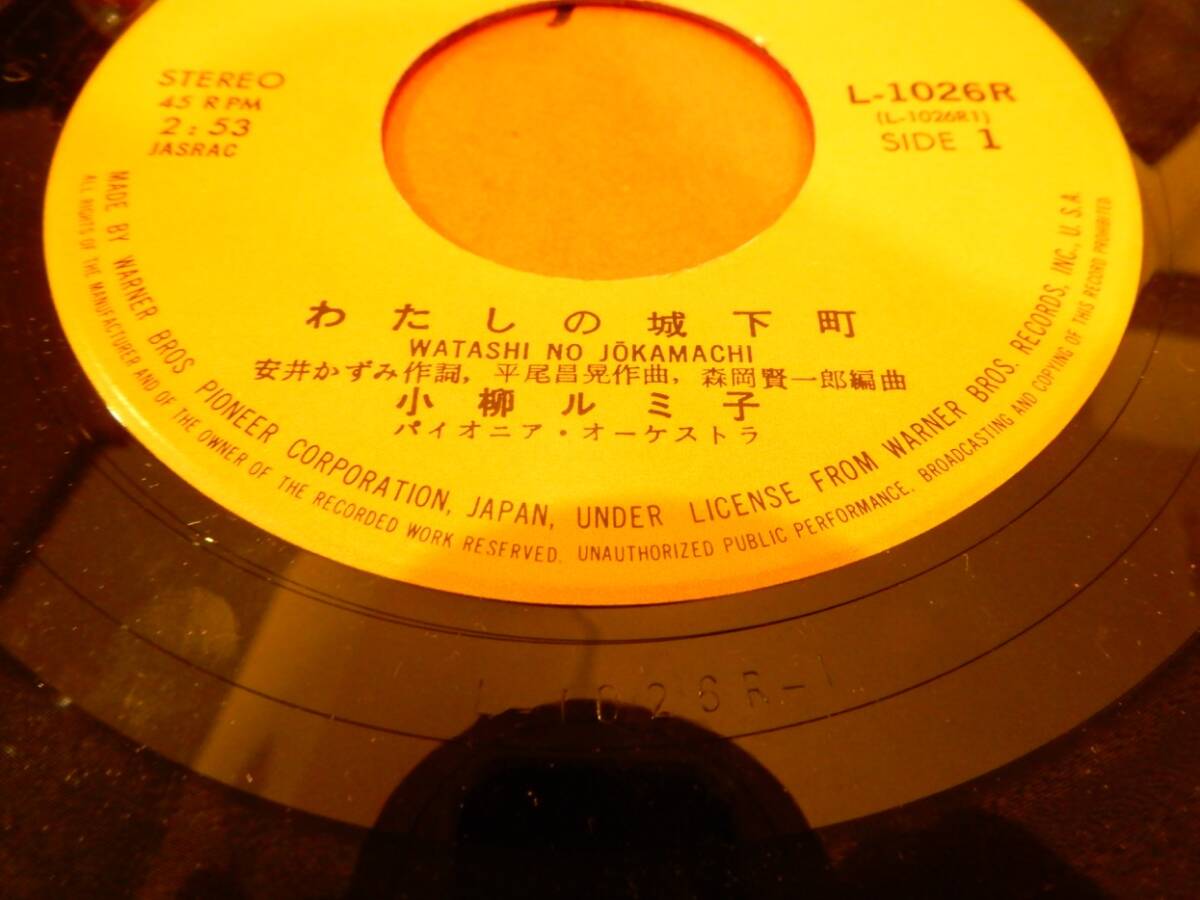 STEREO
45 RPM
2:53
JASRAC
L-1026R
(L-1026R1)
SIDE 1
わたしの城下町
WATASHI NO JŌKAMACHI
安井かずみ作詞, 平尾昌晃作曲, 森岡賢一郎編曲
小柳ルミ子
パイオニア・オーケストラ
MADE BY WARNER BROS. PIONEER CORPORATION, JAPAN, UNDER LICENSE FROM WARNER BROS. RECORDS, INC., U.S.A.
ALL RIGHTS OF THE MANUFACTURER AND OF THE OWNER OF THE RECORDED WORK RESERVED. UNAUTHORIZED PUBLIC PERFORMANCE, BROADCASTING AND COPYING OF THIS RECORD PROHIBITED.
L-1026R-1